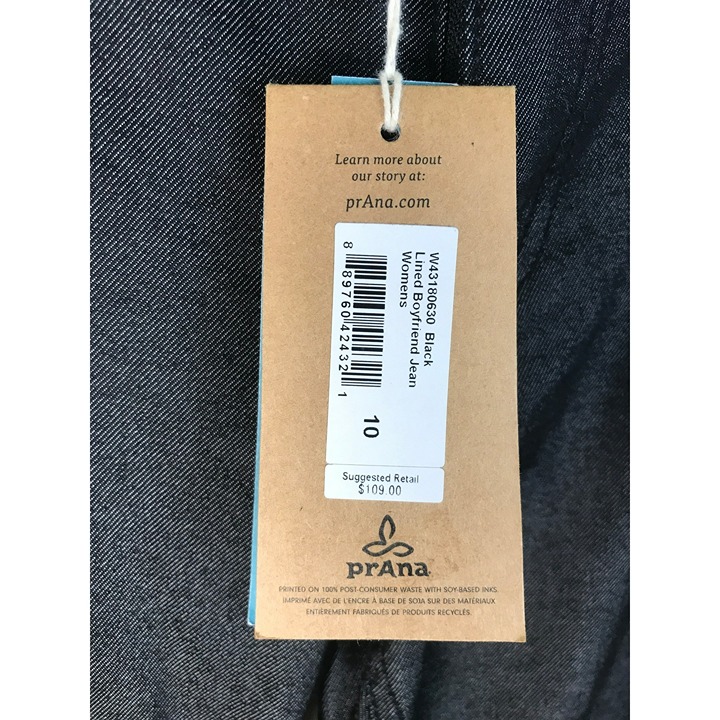 Learn more about
our story at:
prAna.com
W43180630 Black
Lined Boyfriend Jean
Womens
8 89760 42432 1
10
Suggested Retail
$109.00
prAna
PRINTED ON 100% POST-CONSUMER WASTE WITH SOY-BASED INKS.
IMPRIMÉ AVEC DE L'ENCRE À BASE DE SOJA SUR DES MATÉRIAUX
ENTIÈREMENT FABRIQUÉS DE PRODUITS RECYCLÉS.